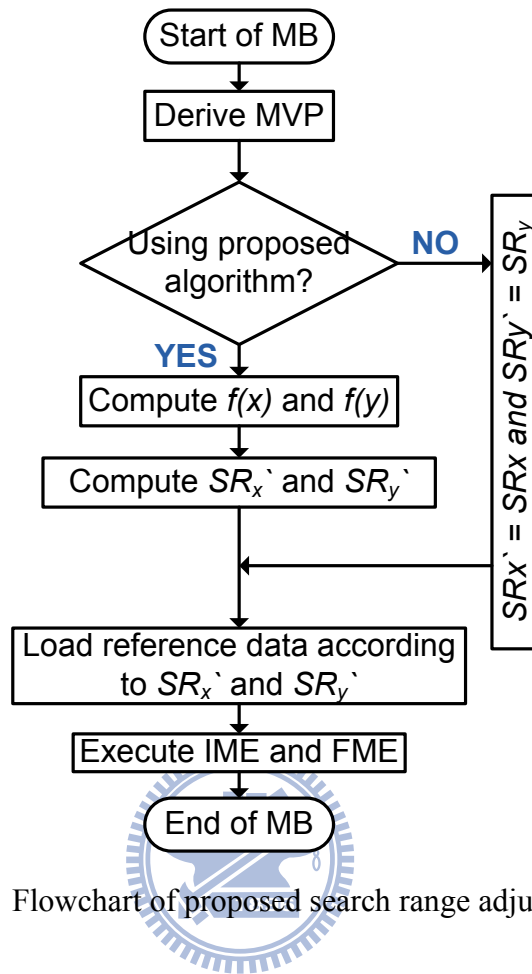 Start of MB
Derive MVP
Using proposed
algorithm?
NO
YES
SRx` = SRx and SRy` = SRy
Compute f(x) and f(y)
Compute SRx` and SRy`
Load reference data according
to SRx` and SRy`
Execute IME and FME
End of MB
Flowchart of proposed search range adju